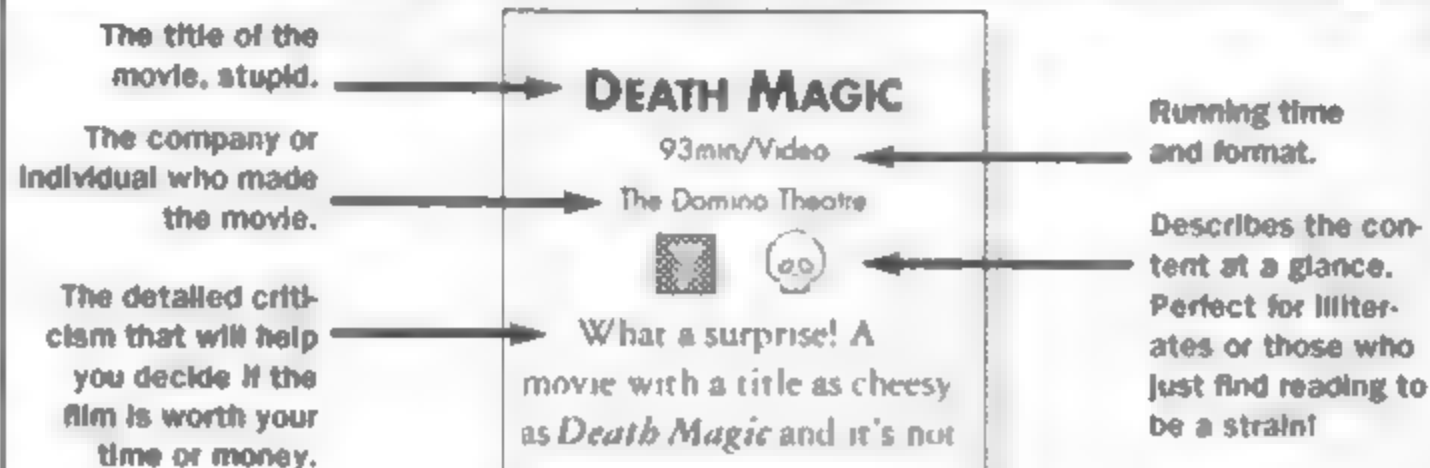 The title of the
movie, stupid.
The company or
individual who made
the movie.
The detailed criti-
cism that will help
you decide if the
film is worth your
time or money.
DEATH MAGIC
93min/Video
The Domino Theatre
What a surprise! A
movie with a title as cheesy
as Death Magic and it's not
Running time
and format.
Describes the con-
tent at a glance.
Perfect for illiter-
ates or those who
just find reading to
be a strain!